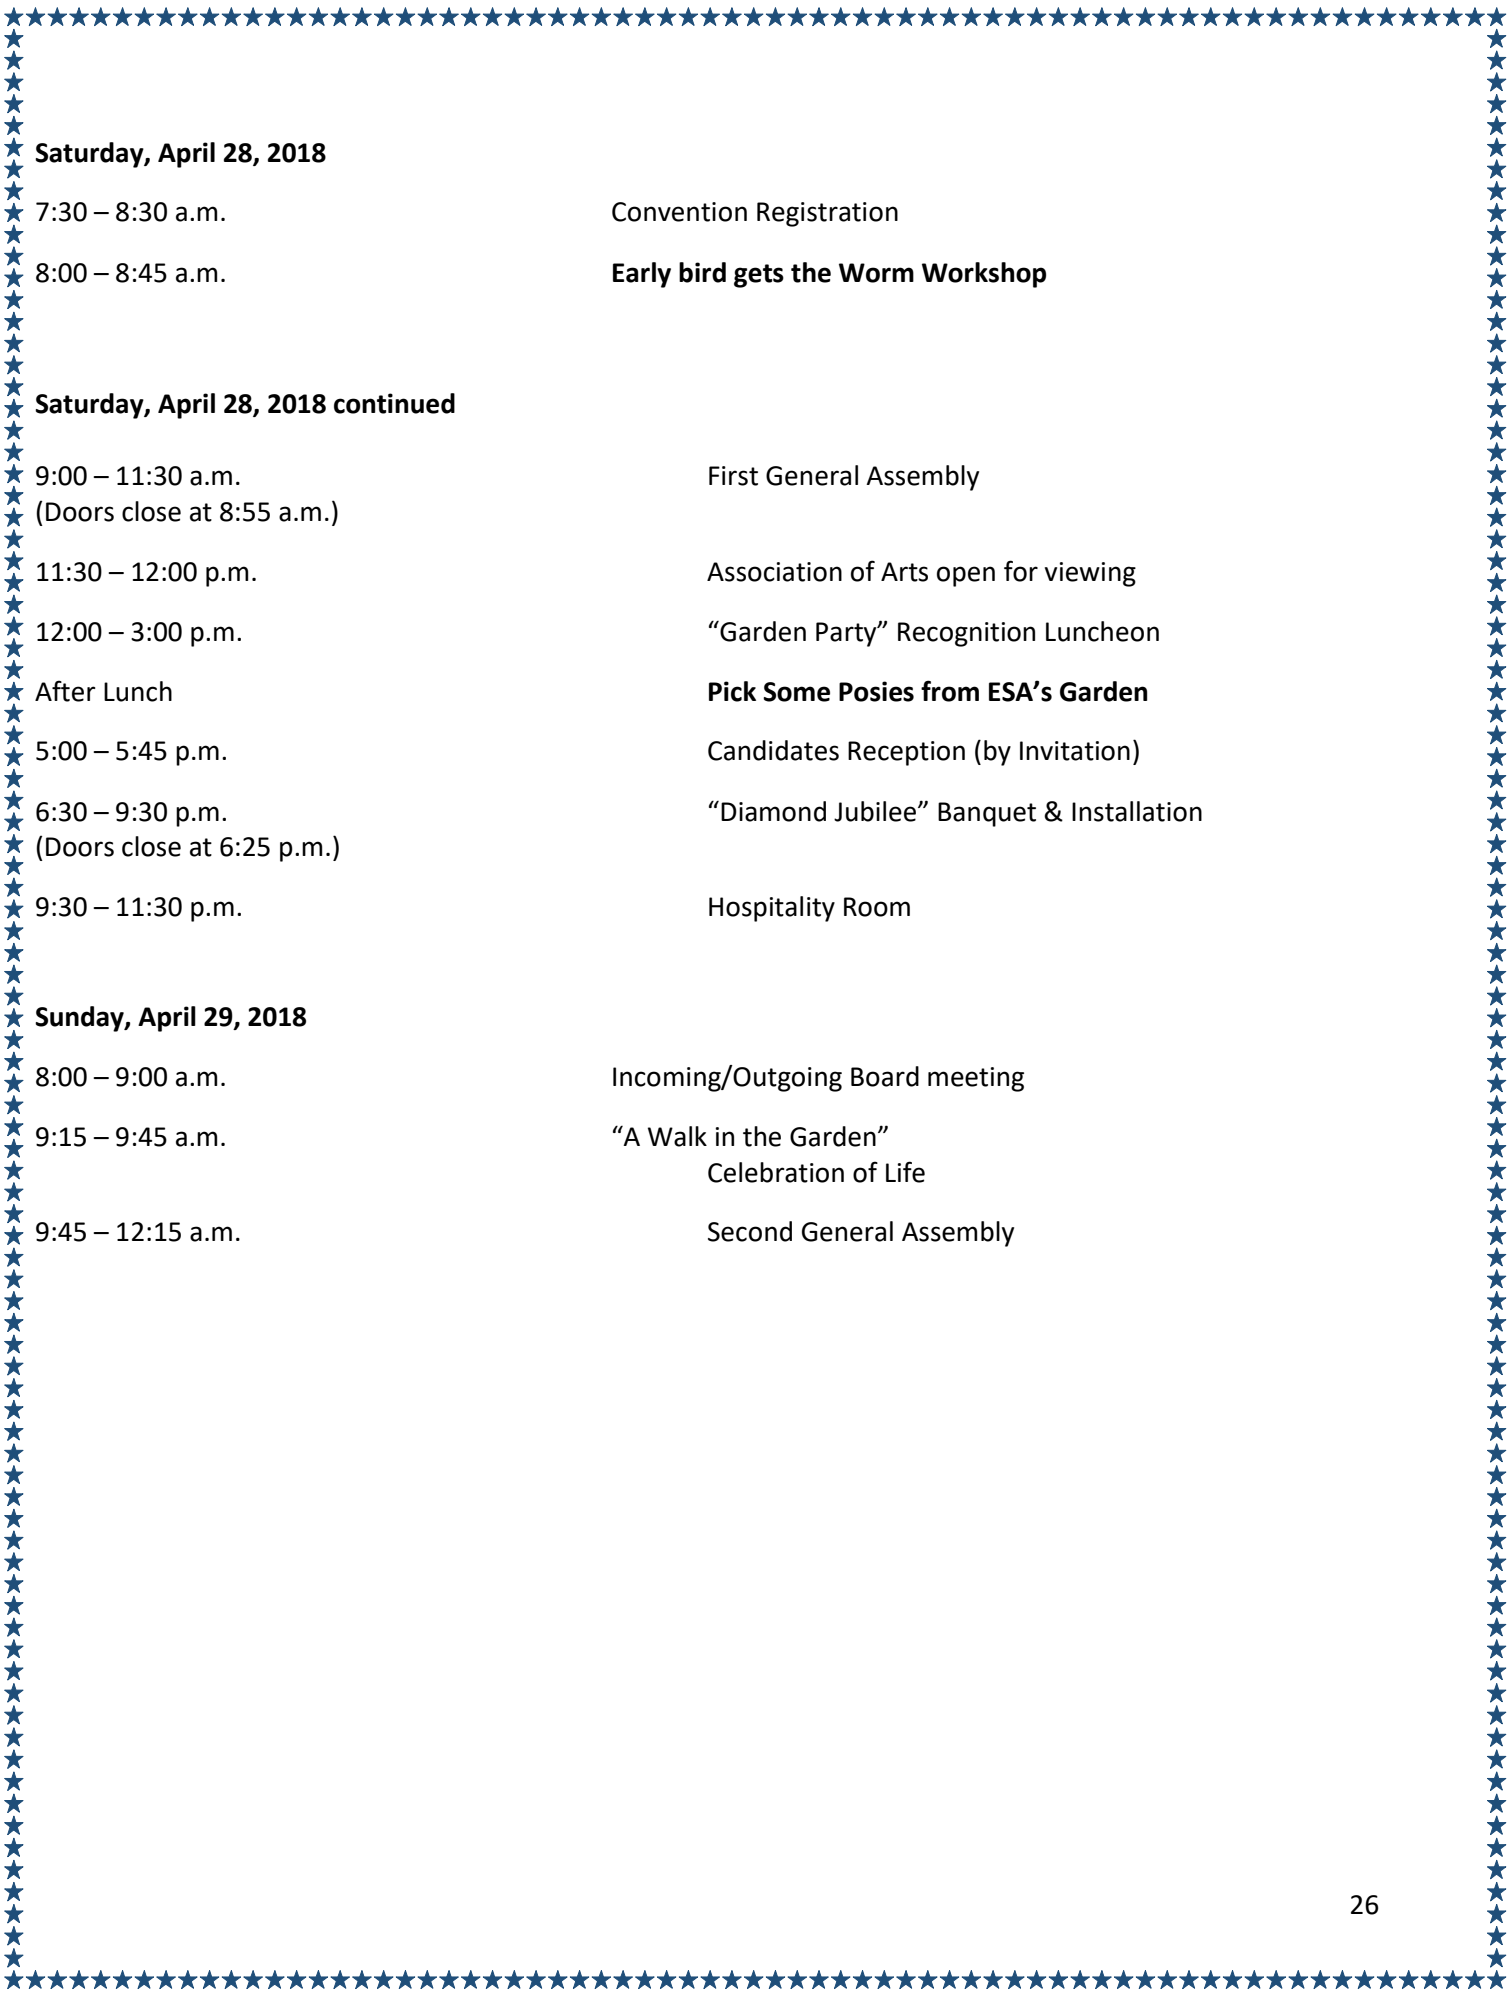 Saturday, April 28, 2018
7:30 – 8:30 a.m. Convention Registration
8:00 – 8:45 a.m. Early bird gets the Worm Workshop
Saturday, April 28, 2018 continued
9:00 – 11:30 a.m. First General Assembly
(Doors close at 8:55 a.m.)
11:30 – 12:00 p.m. Association of Arts open for viewing
12:00 – 3:00 p.m. “Garden Party” Recognition Luncheon
After Lunch Pick Some Posies from ESA’s Garden
5:00 – 5:45 p.m. Candidates Reception (by Invitation)
6:30 – 9:30 p.m. “Diamond Jubilee” Banquet & Installation
(Doors close at 6:25 p.m.)
9:30 – 11:30 p.m. Hospitality Room
Sunday, April 29, 2018
8:00 – 9:00 a.m. Incoming/Outgoing Board meeting
9:15 – 9:45 a.m. “A Walk in the Garden”
Celebration of Life
9:45 – 12:15 a.m. Second General Assembly
26